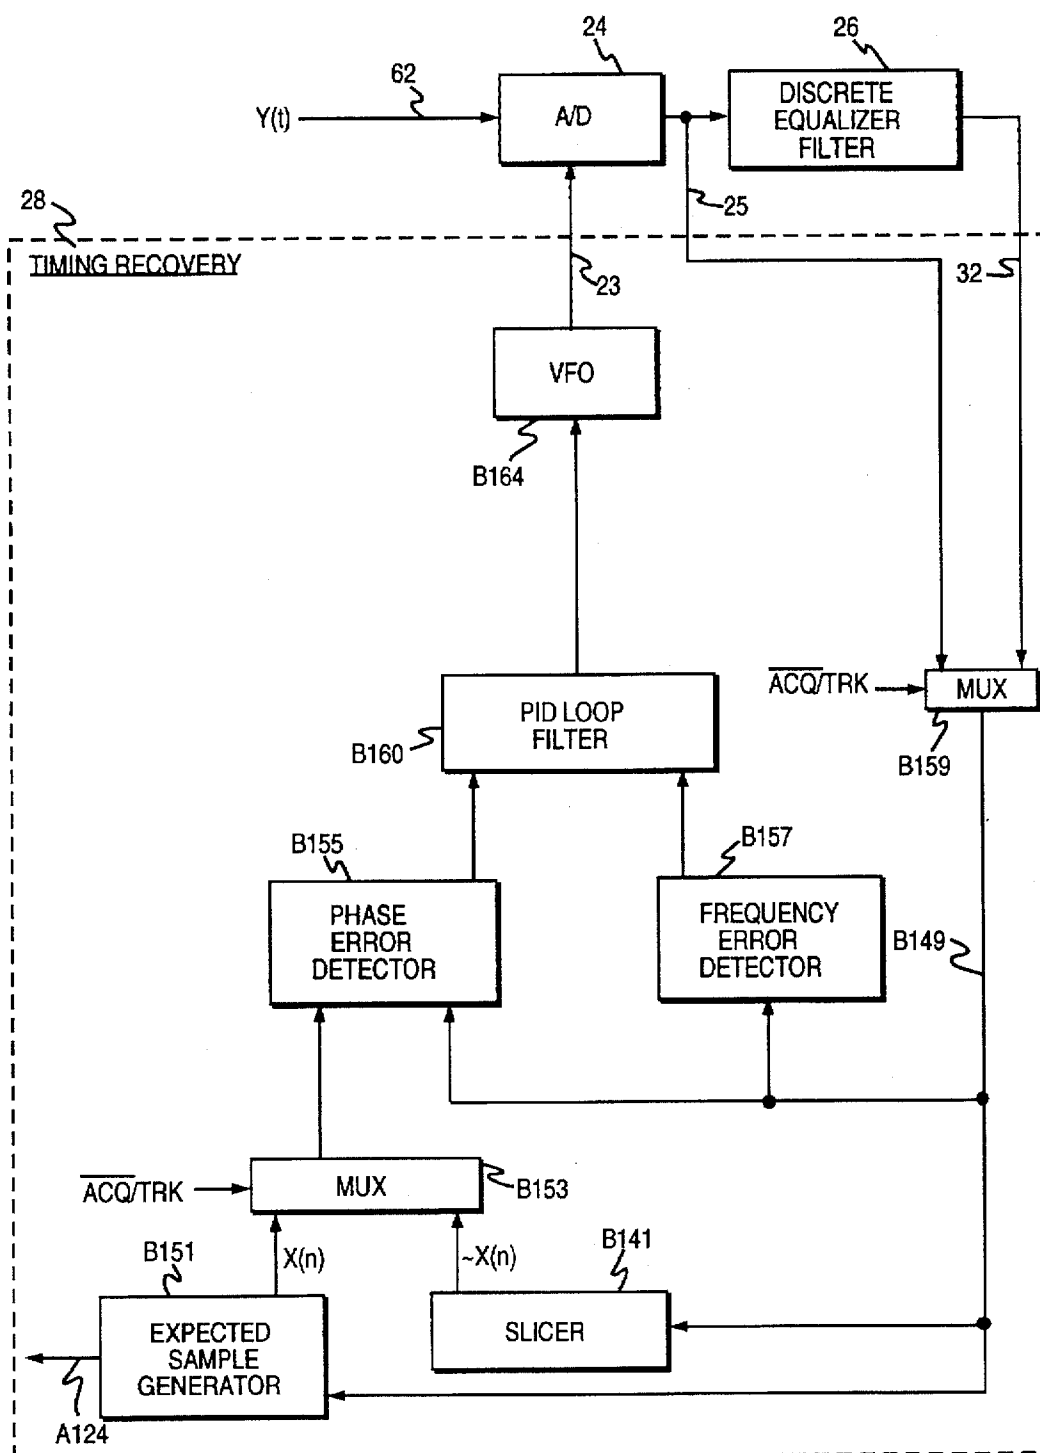 24
26
62
Y(t)
A/D
DISCRETE
EQUALIZER
FILTER
28
25
TIMING RECOVERY
23
32
VFO
B164
ACQ/TRK
MUX
PID LOOP
FILTER
B160
B159
B155
B157
PHASE
ERROR
DETECTOR
FREQUENCY
ERROR
DETECTOR
B149
ACQ/TRK
MUX
B153
B151
X(n)
~X(n)
B141
EXPECTED
SAMPLE
GENERATOR
SLICER
A124